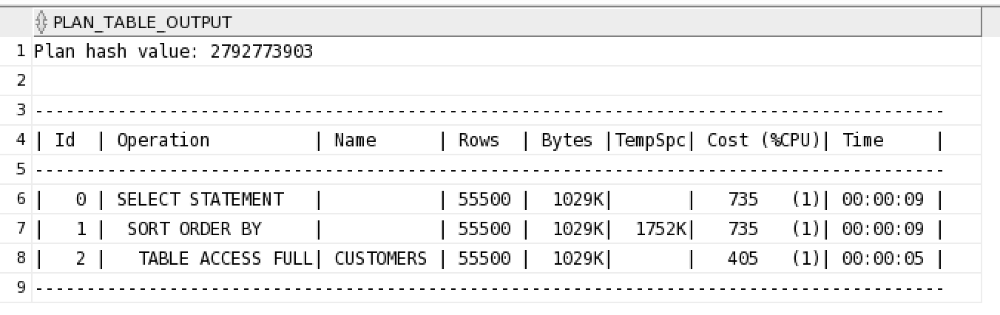 PLAN_TABLE_OUTPUT
1 Plan hash value: 2792773903
2
3 ----------------------------------------------------------------------------------------
4 | Id  | Operation          | Name      | Rows  | Bytes |TempSpc| Cost (%CPU)| Time     |
5 ----------------------------------------------------------------------------------------
6 |   0 | SELECT STATEMENT   |           | 55500 |  1029K|       |   735   (1)| 00:00:09 |
7 |   1 |  SORT ORDER BY     |           | 55500 |  1029K|  1752K|   735   (1)| 00:00:09 |
8 |   2 |   TABLE ACCESS FULL| CUSTOMERS | 55500 |  1029K|       |   405   (1)| 00:00:05 |
9 ----------------------------------------------------------------------------------------